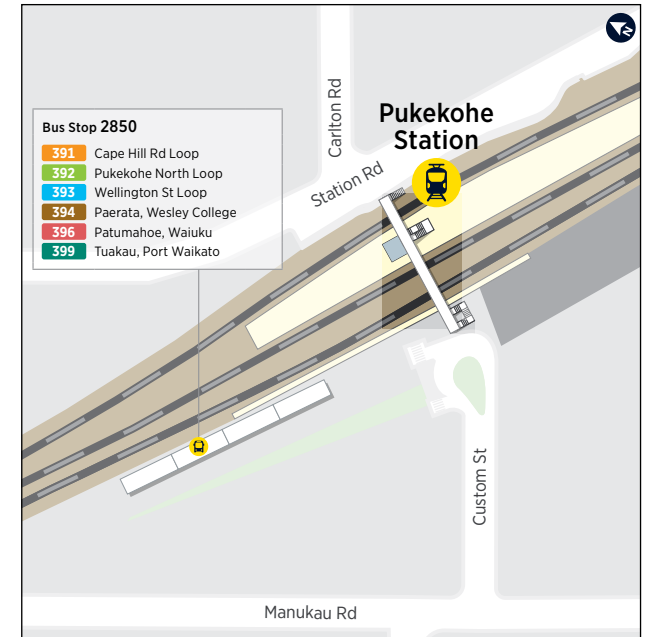 N
Carlton Rd
Pukekohe
Station
Station Rd
Bus Stop 2850
391 Cape Hill Rd Loop
392 Pukekohe North Loop
393 Wellington St Loop
394 Paerata, Wesley College
396 Patumahoe, Waiuku
399 Tuakau, Port Waikato
Custom St
Manukau Rd